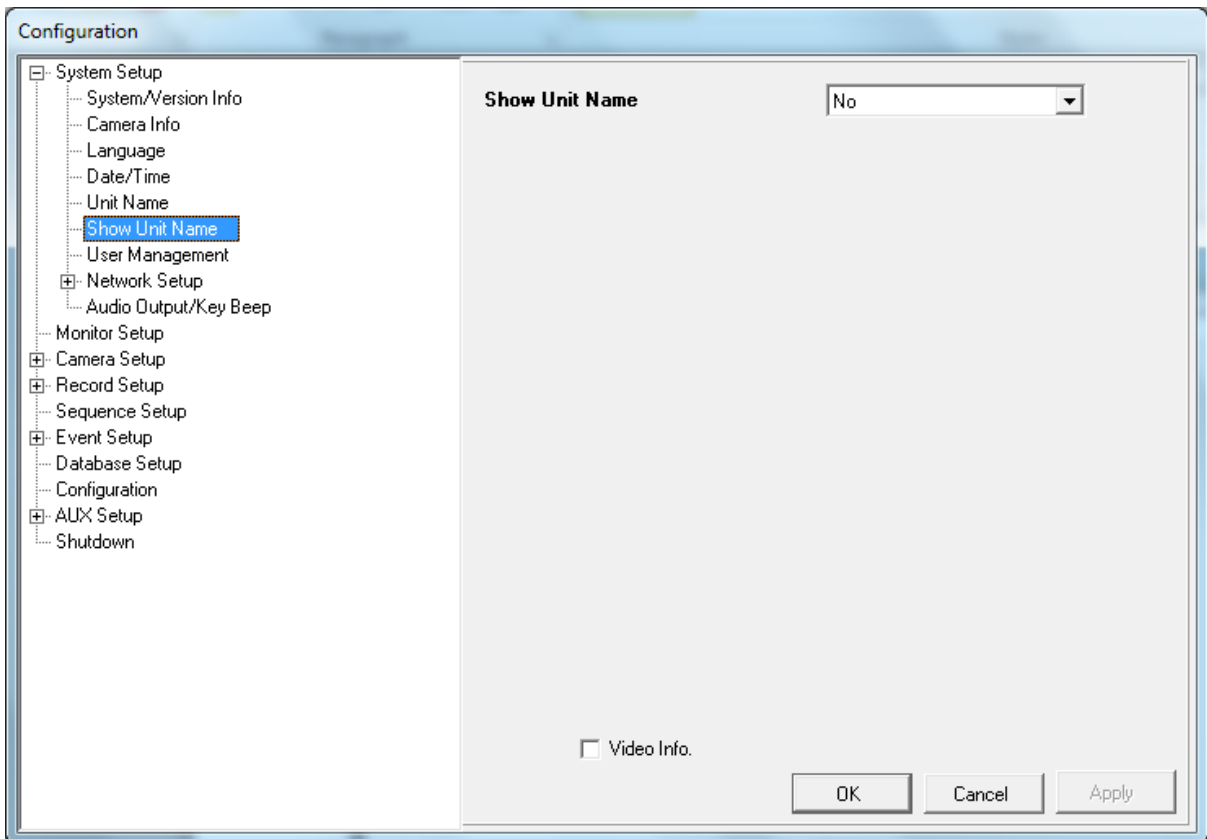 Configuration
System Setup
System/Version Info
Camera Info
Language
Date/Time
Unit Name
Show Unit Name
User Management
Network Setup
Audio Output/Key Beep
Monitor Setup
Camera Setup
Record Setup
Sequence Setup
Event Setup
Database Setup
Configuration
AUX Setup
Shutdown
Show Unit Name No
Video Info.
OK Cancel Apply